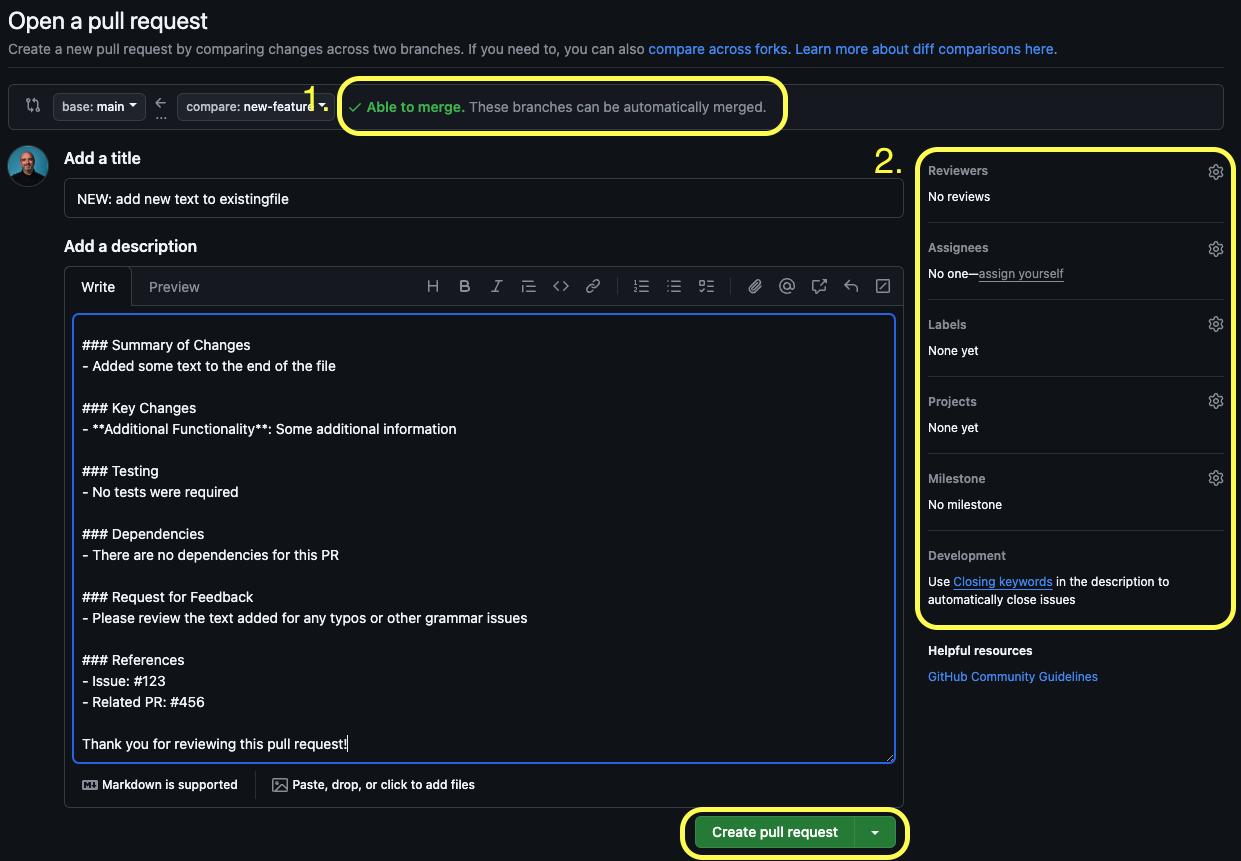 Open a pull request
Create a new pull request by comparing changes across two branches. If you need to, you can also compare across forks. Learn more about diff comparisons here.
base: main
...
compare: new-feature
1.
Able to merge. These branches can be automatically merged.
Add a title
NEW: add new text to existingfile
Add a description
Write
Preview
### Summary of Changes
- Added some text to the end of the file
### Key Changes
- **Additional Functionality**: Some additional information
### Testing
- No tests were required
### Dependencies
- There are no dependencies for this PR
### Request for Feedback
- Please review the text added for any typos or other grammar issues
### References
- Issue: #123
- Related PR: #456
Thank you for reviewing this pull request!
Markdown is supported
Paste, drop, or click to add files
Create pull request
2.
Reviewers
No reviews
Assignees
No one—assign yourself
Labels
None yet
Projects
None yet
Milestone
No milestone
Development
Use Closing keywords in the description to
automatically close issues
Helpful resources
GitHub Community Guidelines